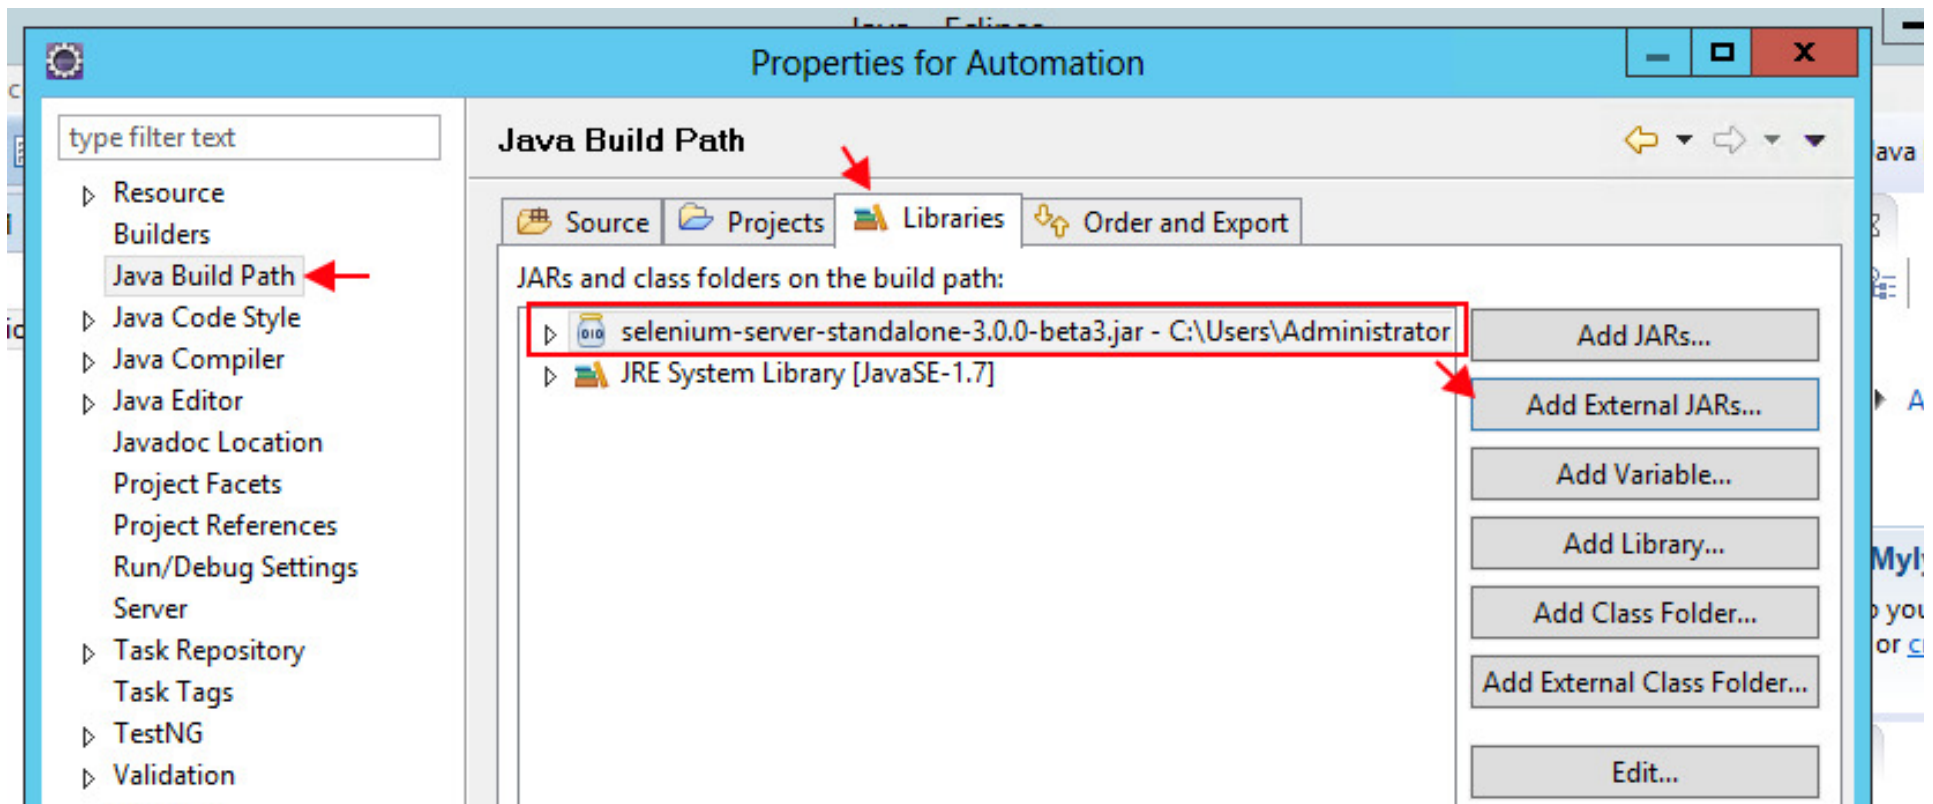 Properties for Automation
type filter text
Resource
Builders
Java Build Path
Java Code Style
Java Compiler
Java Editor
Javadoc Location
Project Facets
Project References
Run/Debug Settings
Server
Task Repository
Task Tags
TestNG
Validation
Java Build Path
Source
Projects
Libraries
Order and Export
JARs and class folders on the build path:
selenium-server-standalone-3.0.0-beta3.jar - C:\Users\Administrator
JRE System Library [JavaSE-1.7]
Add JARs...
Add External JARs...
Add Variable...
Add Library...
Add Class Folder...
Add External Class Folder...
Edit...
or